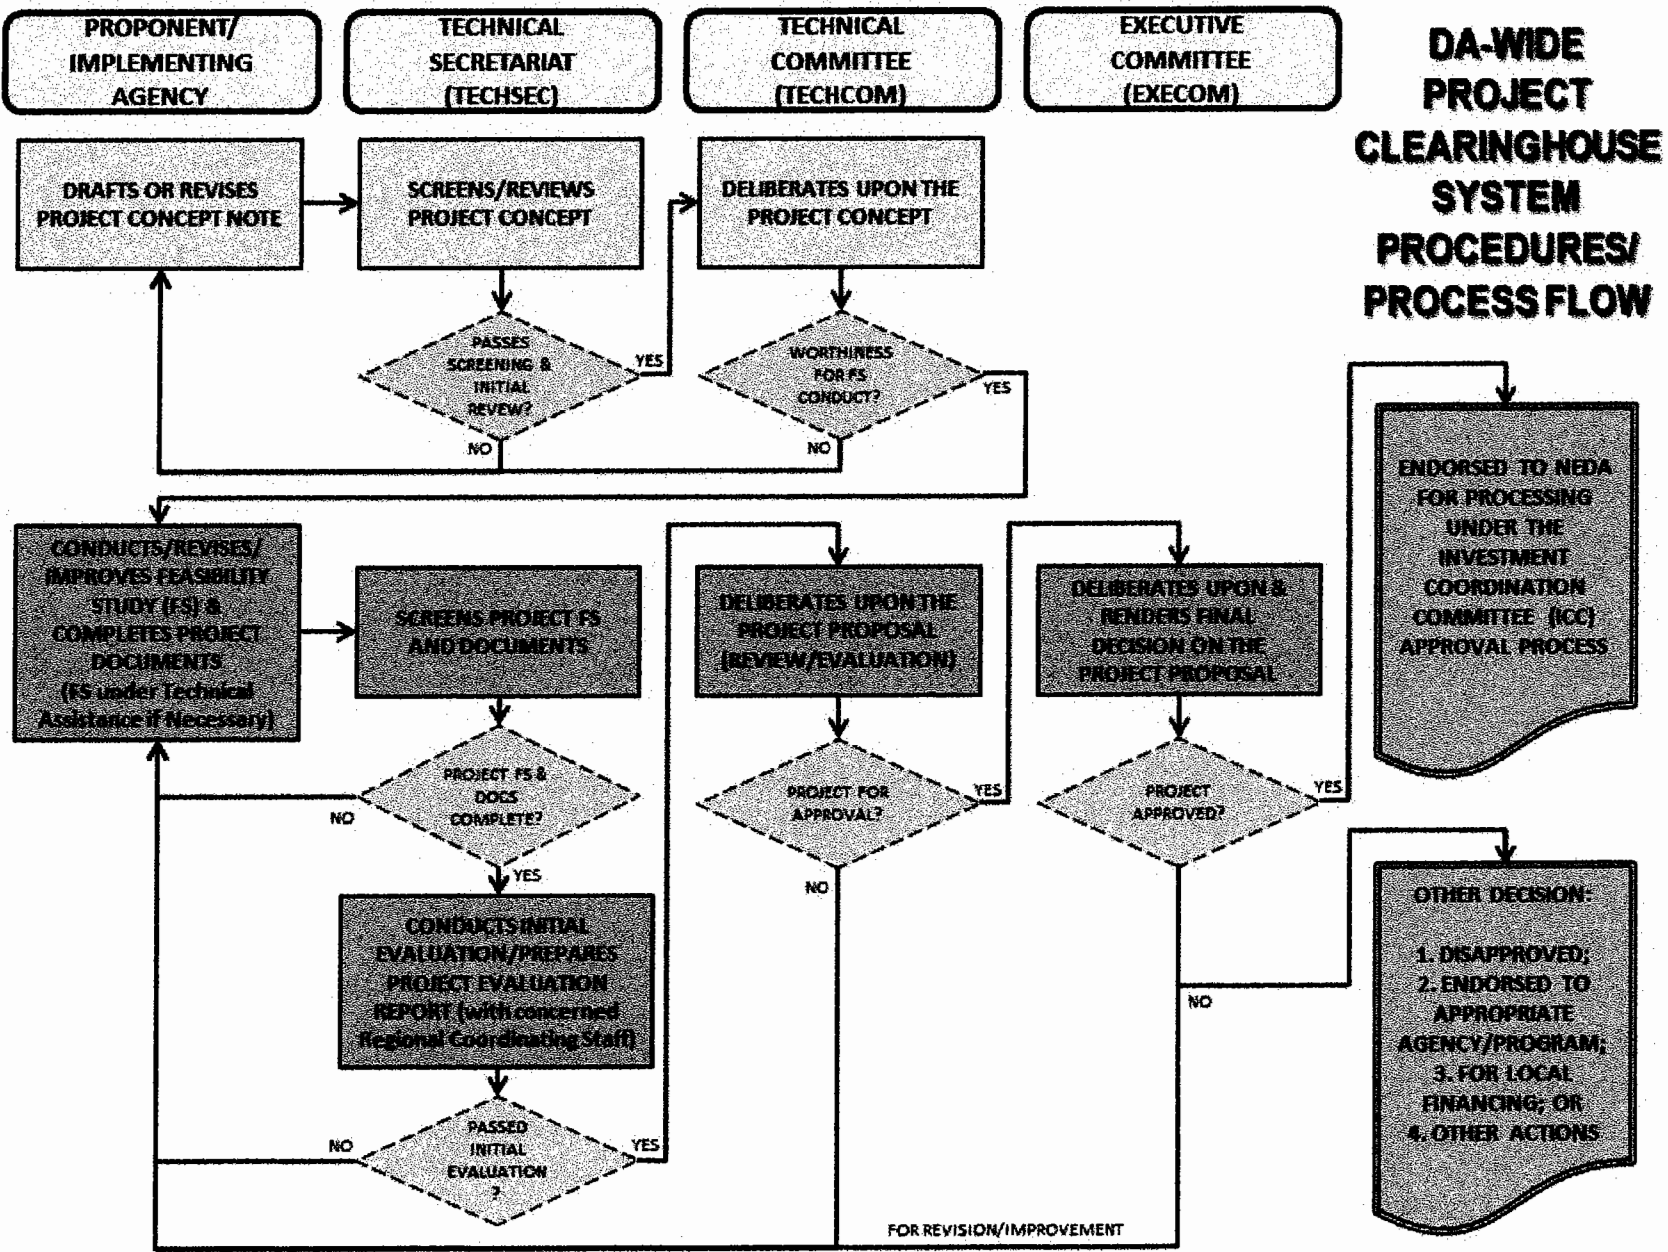 PROPONENT/
IMPLEMENTING
AGENCY
TECHNICAL
SECRETARIAT
(TECHSEC)
TECHNICAL
COMMITTEE
(TECHCOM)
EXECUTIVE
COMMITTEE
(EXECOM)
DA-WIDE
PROJECT
CLEARINGHOUSE
SYSTEM
PROCEDURES/
PROCESS FLOW
DRAFTS OR REVISES
PROJECT CONCEPT NOTE
SCREENS/REVIEWS
PROJECT CONCEPT
DELIBERATES UPON THE
PROJECT CONCEPT
PASSES
SCREENING &
INITIAL
REVIEW?
YES
NO
WORTHINESS
FOR FS
CONDUCT?
YES
NO
CONDUCTS/REVISES/
IMPROVES FEASIBILITY
STUDY (FS) &
COMPLETES PROJECT
DOCUMENTS
(FS under Technical
Assistance if Necessary)
SCREENS PROJECT FS
AND DOCUMENTS
DELIBERATES UPON THE
PROJECT PROPOSAL
(REVIEW/EVALUATION)
DELIBERATES UPON &
RENDERS FINAL
DECISION ON THE
PROJECT PROPOSAL
ENDORSED TO NEDA
FOR PROCESSING
UNDER THE
INVESTMENT
COORDINATION
COMMITTEE (ICC)
APPROVAL PROCESS
PROJECT FS &
DOCS
COMPLETE?
NO
YES
PROJECT FOR
APPROVAL?
YES
NO
PROJECT
APPROVED?
YES
NO
CONDUCTS INITIAL
EVALUATION/PREPARES
PROJECT EVALUATION
REPORT (with concerned
Regional Coordinating Staff)
PASSED
INITIAL
EVALUATION
?
NO
YES
OTHER DECISION:
1. DISAPPROVED;
2. ENDORSED TO
APPROPRIATE
AGENCY/PROGRAM;
3. FOR LOCAL
FINANCING; OR
4. OTHER ACTIONS
FOR REVISION/IMPROVEMENT